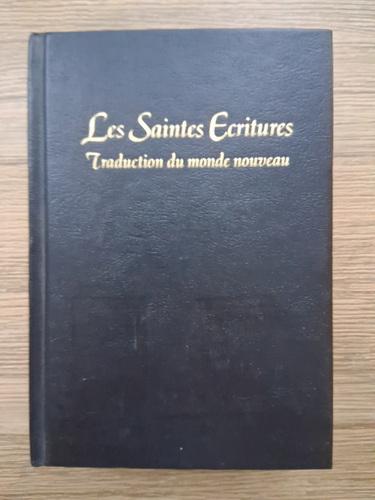 Les Saintes Ecritures
Traduction du monde nouveau